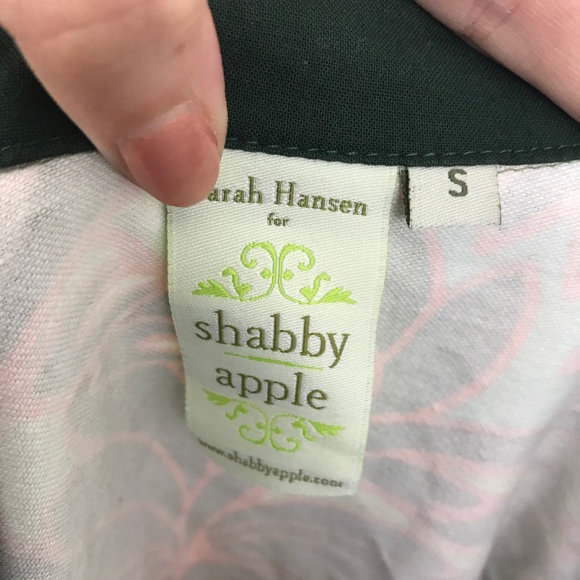 arah Hansen
for
shabby
apple
www.shabbyapple.com
S